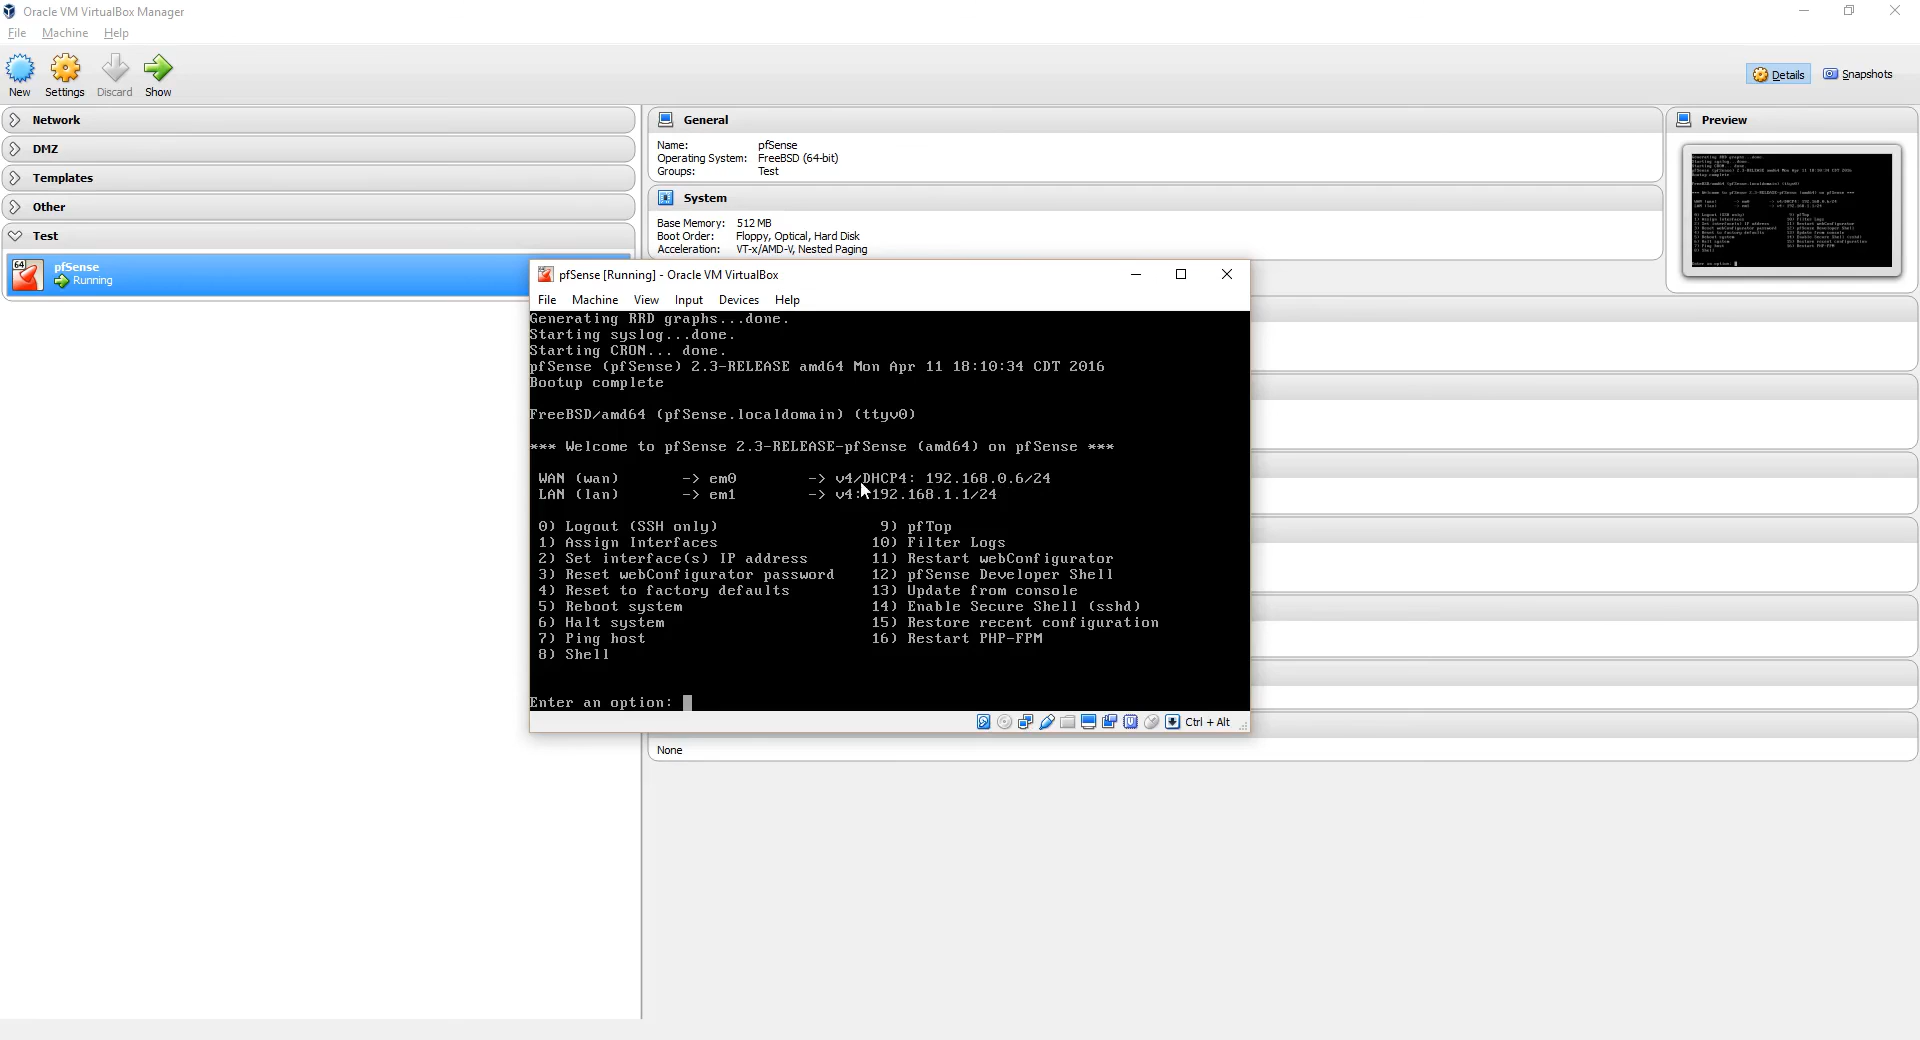 Oracle VM VirtualBox Manager
File Machine Help
New Settings Discard Show
Details Snapshots
Network
DMZ
Templates
Other
Test
64
pfSense
Running
General
Name: pfSense
Operating System: FreeBSD (64-bit)
Groups: Test
System
Base Memory: 512 MB
Boot Order: Floppy, Optical, Hard Disk
Acceleration: VT-x/AMD-V, Nested Paging
Preview
pfSense [Running] - Oracle VM VirtualBox
File Machine View Input Devices Help
Generating RRD graphs...done.
Starting syslog...done.
Starting CRON... done.
pfSense (pfSense) 2.3-RELEASE amd64 Mon Apr 11 18:10:34 CDT 2016
Bootup complete
FreeBSD/amd64 (pfSense.localdomain) (ttyv0)
*** Welcome to pfSense 2.3-RELEASE-pfSense (amd64) on pfSense ***
WAN (wan) -> em0 -> v4/DHCP4: 192.168.0.6/24
LAN (lan) -> em1 -> v4: 192.168.1.1/24
0) Logout (SSH only) 9) pfTop
1) Assign Interfaces 10) Filter Logs
2) Set interface(s) IP address 11) Restart webConfigurator
3) Reset webConfigurator password 12) pfSense Developer Shell
4) Reset to factory defaults 13) Update from console
5) Reboot system 14) Enable Secure Shell (sshd)
6) Halt system 15) Restore recent configuration
7) Ping host 16) Restart PHP-FPM
8) Shell
Enter an option:
Ctrl + Alt
None